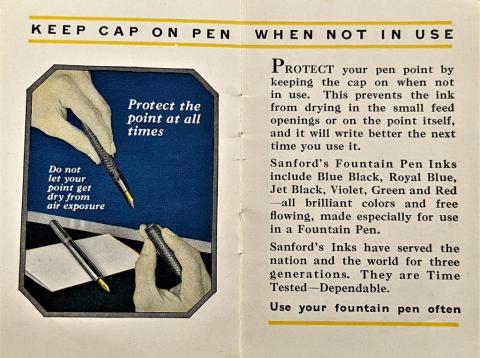 KEEP CAP ON PEN WHEN NOT IN USE
Protect the
point at all
times
Do not
let your
point get
dry from
air exposure
PROTECT your pen point by
keeping the cap on when not
in use. This prevents the ink
from drying in the small feed
openings or on the point itself,
and it will write better the next
time you use it.
Sanford's Fountain Pen Inks
include Blue Black, Royal Blue,
Jet Black, Violet, Green and Red
—all brilliant colors and free
flowing, made especially for use
in a Fountain Pen.
Sanford's Inks have served the
nation and the world for three
generations. They are Time
Tested—Dependable.
Use your fountain pen often